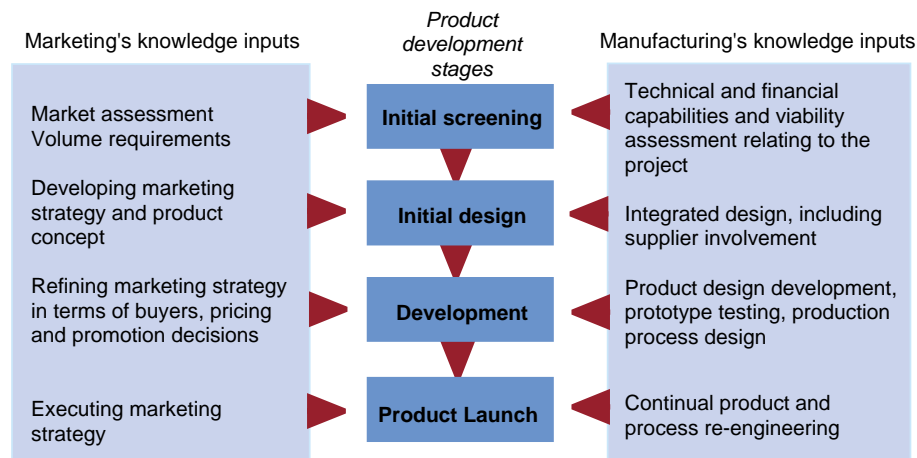 Product
development
stages
Marketing's knowledge inputs
Manufacturing's knowledge inputs
Market assessment
Volume requirements
Initial screening
Technical and financial
capabilities and viability
assessment relating to the
project
Developing marketing
strategy and product
concept
Initial design
Integrated design, including
supplier involvement
Refining marketing strategy
in terms of buyers, pricing
and promotion decisions
Development
Product design development,
prototype testing, production
process design
Executing marketing
strategy
Product Launch
Continual product and
process re-engineering